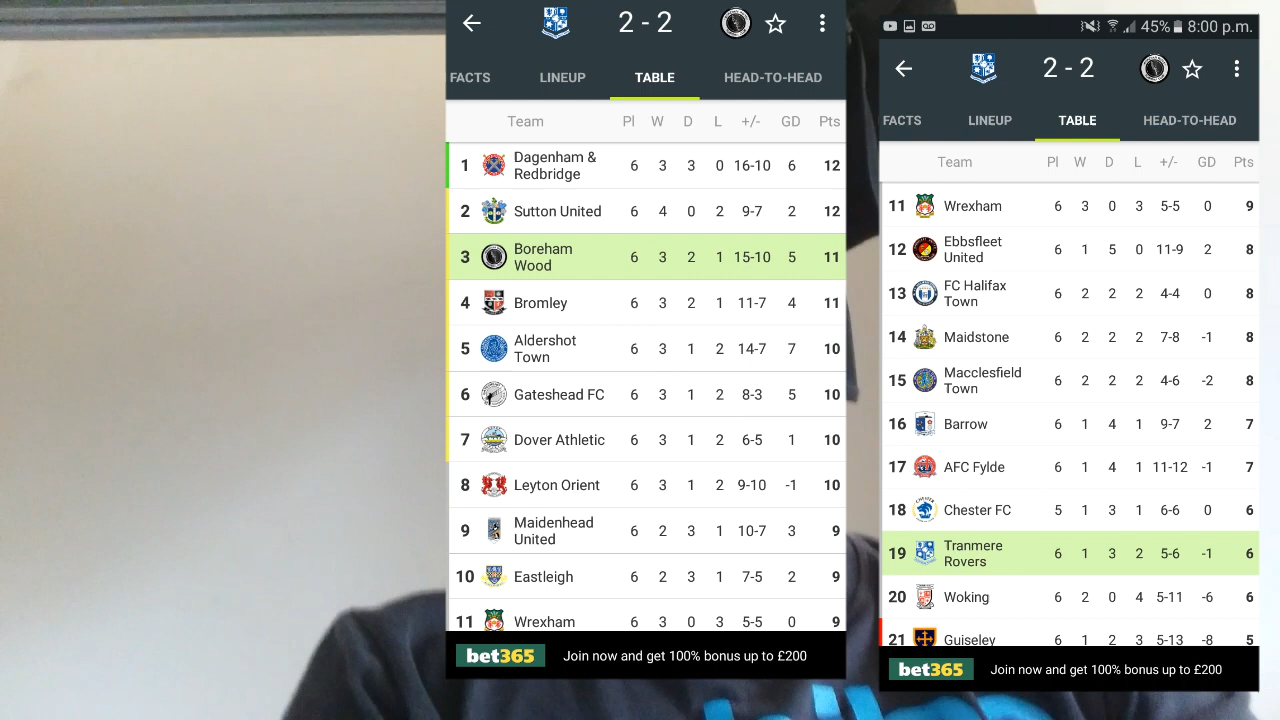 2 - 2
FACTS LINEUP TABLE HEAD-TO-HEAD
Team Pl W D L +/- GD Pts
1 Dagenham & Redbridge 6 3 3 0 16-10 6 12
2 Sutton United 6 4 0 2 9-7 2 12
3 Boreham Wood 6 3 2 1 15-10 5 11
4 Bromley 6 3 2 1 11-7 4 11
5 Aldershot Town 6 3 1 2 14-7 7 10
6 Gateshead FC 6 3 1 2 8-3 5 10
7 Dover Athletic 6 3 1 2 6-5 1 10
8 Leyton Orient 6 3 1 2 9-10 -1 10
9 Maidenhead United 6 2 3 1 10-7 3 9
10 Eastleigh 6 2 3 1 7-5 2 9
11 Wrexham 6 3 0 3 5-5 0 9
bet365 Join now and get 100% bonus up to £200
45% 8:00 p.m.
2 - 2
FACTS LINEUP TABLE HEAD-TO-HEAD
Team Pl W D L +/- GD Pts
11 Wrexham 6 3 0 3 5-5 0 9
12 Ebbsfleet United 6 1 5 0 11-9 2 8
13 FC Halifax Town 6 2 2 2 4-4 0 8
14 Maidstone 6 2 2 2 7-8 -1 8
15 Macclesfield Town 6 2 2 2 4-6 -2 8
16 Barrow 6 1 4 1 9-7 2 7
17 AFC Fylde 6 1 4 1 11-12 -1 7
18 Chester FC 5 1 3 1 6-6 0 6
19 Tranmere Rovers 6 1 3 2 5-6 -1 6
20 Woking 6 2 0 4 5-11 -6 6
21 Guiseley 6 1 2 3 5-13 -8 5
bet365 Join now and get 100% bonus up to £200